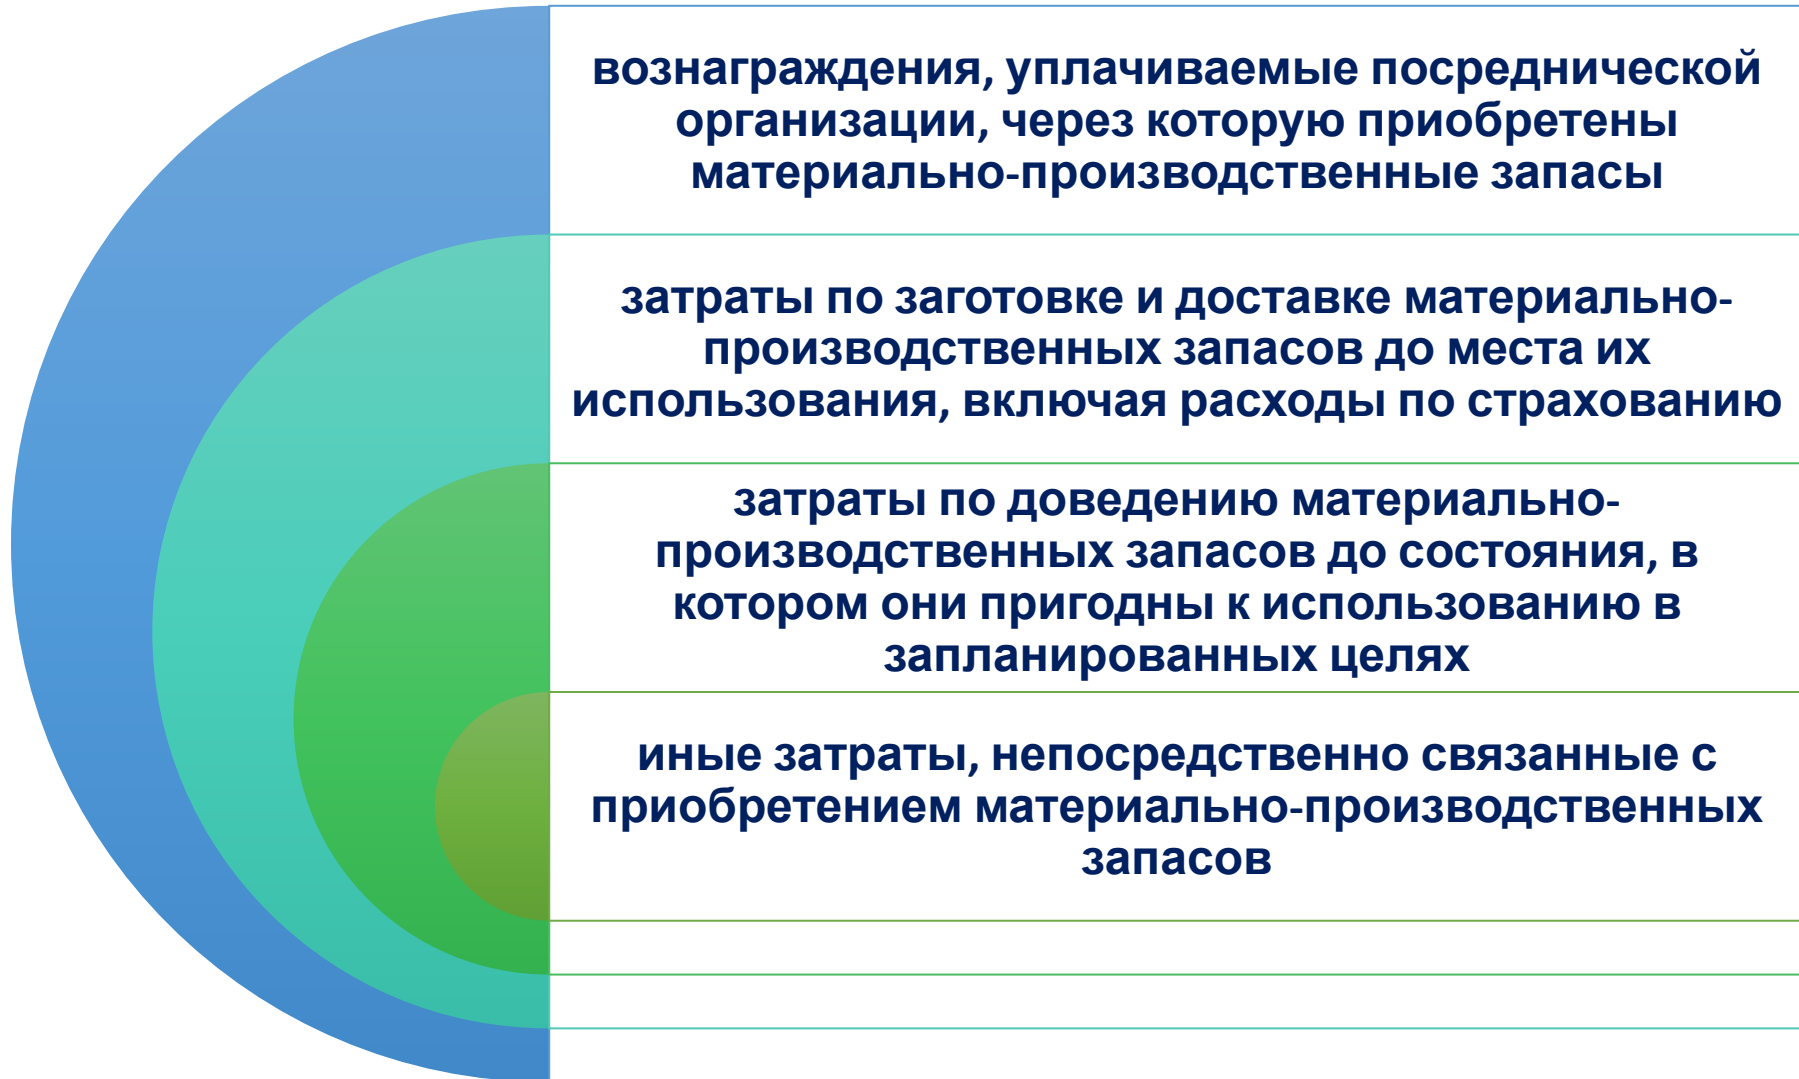 вознаграждения, уплачиваемые посреднической
организации, через которую приобретены
материально-производственные запасы
затраты по заготовке и доставке материально-
производственных запасов до места их
использования, включая расходы по страхованию
затраты по доведению материально-
производственных запасов до состояния, в
котором они пригодны к использованию в
запланированных целях
иные затраты, непосредственно связанные с
приобретением материально-производственных
запасов